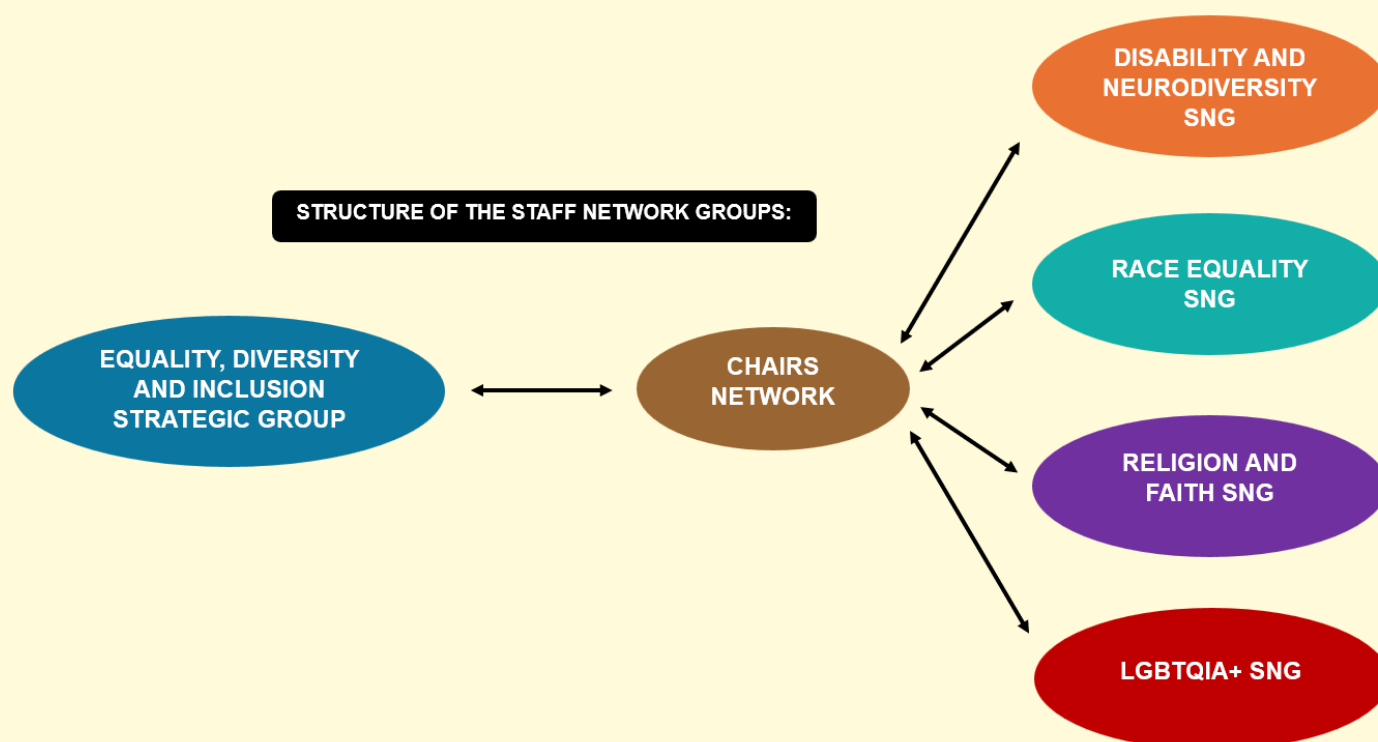 STRUCTURE OF THE STAFF NETWORK GROUPS:
EQUALITY, DIVERSITY
AND INCLUSION
STRATEGIC GROUP
CHAIRS
NETWORK
DISABILITY AND
NEURODIVERSITY
SNG
RACE EQUALITY
SNG
RELIGION AND
FAITH SNG
LGBTQIA+ SNG